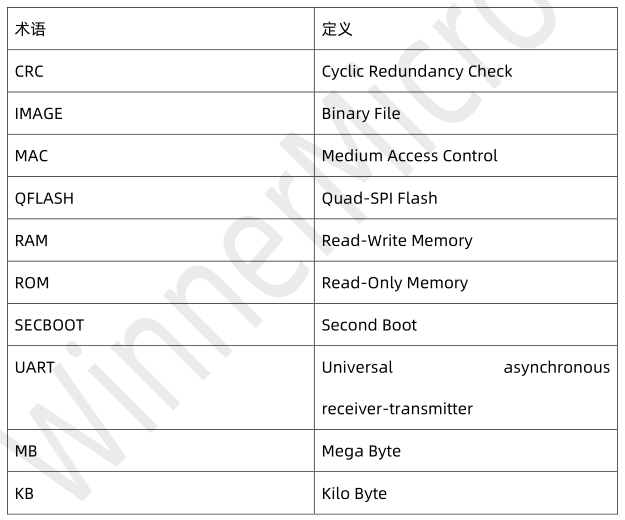 术语 定义
CRC Cyclic Redundancy Check
IMAGE Binary File
MAC Medium Access Control
QFLASH Quad-SPI Flash
RAM Read-Write Memory
ROM Read-Only Memory
SECBOOT Second Boot
UART Universal asynchronous
receiver-transmitter
MB Mega Byte
KB Kilo Byte
WinnerMicro